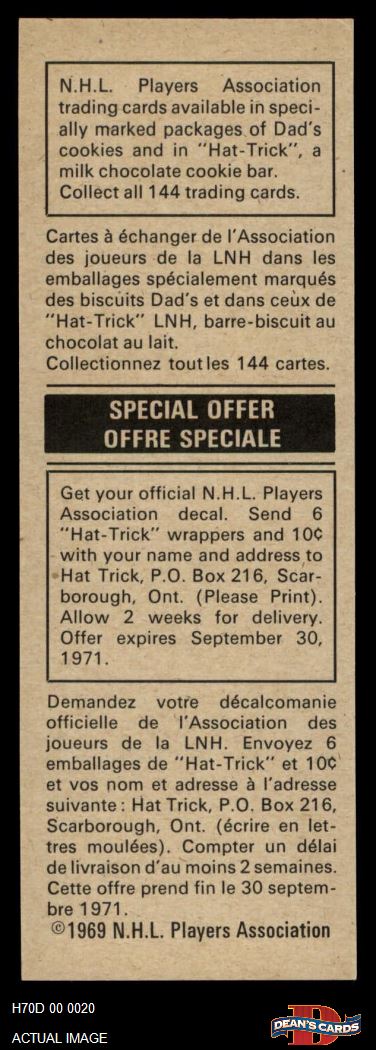 N.H.L. Players Association
trading cards available in speci-
ally marked packages of Dad's
cookies and in "Hat-Trick", a
milk chocolate cookie bar.
Collect all 144 trading cards.
Cartes à échanger de l'Association
des joueurs de la LNH dans les
emballages spécialement marqués
des biscuits Dad's et dans ceux de
"Hat-Trick" LNH, barre-biscuit au
chocolat au lait.
Collectionnez tout les 144 cartes.
SPECIAL OFFER
OFFRE SPECIALE
Get your official N.H.L. Players
Association decal. Send 6
"Hat-Trick" wrappers and 10¢
with your name and address to
Hat Trick, P.O. Box 216, Scar-
borough, Ont. (Please Print).
Allow 2 weeks for delivery.
Offer expires September 30,
1971.
Demandez votre décalcomanie
officielle de l'Association des
joueurs de la LNH. Envoyez 6
emballages de "Hat-Trick" et 10¢
et vos nom et adresse à l'adresse
suivante : Hat Trick, P.O. Box 216,
Scarborough, Ont. (écrire en let-
tres moulées). Compter un délai
de livraison d'au moins 2 semaines.
Cette offre prend fin le 30 septem-
bre 1971.
©1969 N.H.L. Players Association
H70D 00 0020
ACTUAL IMAGE
D
DEAN'S CARDS